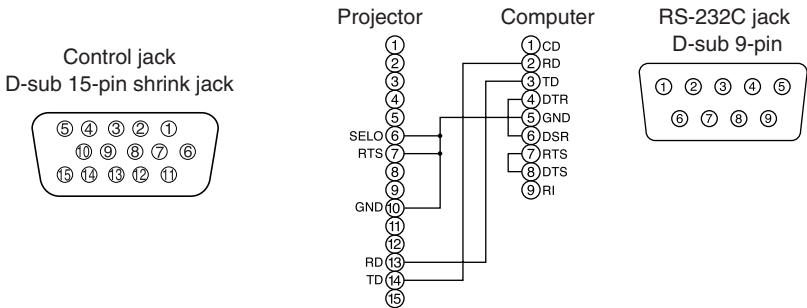 Control jack
D-sub 15-pin shrink jack
5 4 3 2 1
10 9 8 7 6
15 14 13 12 11
Projector
1
2
3
4
5
SELO 6
RTS 7
8
9
GND 10
11
12
RD 13
TD 14
15
Computer
1 CD
2 RD
3 TD
4 DTR
5 GND
6 DSR
7 RTS
8 DTS
9 RI
RS-232C jack
D-sub 9-pin
1 2 3 4 5
6 7 8 9